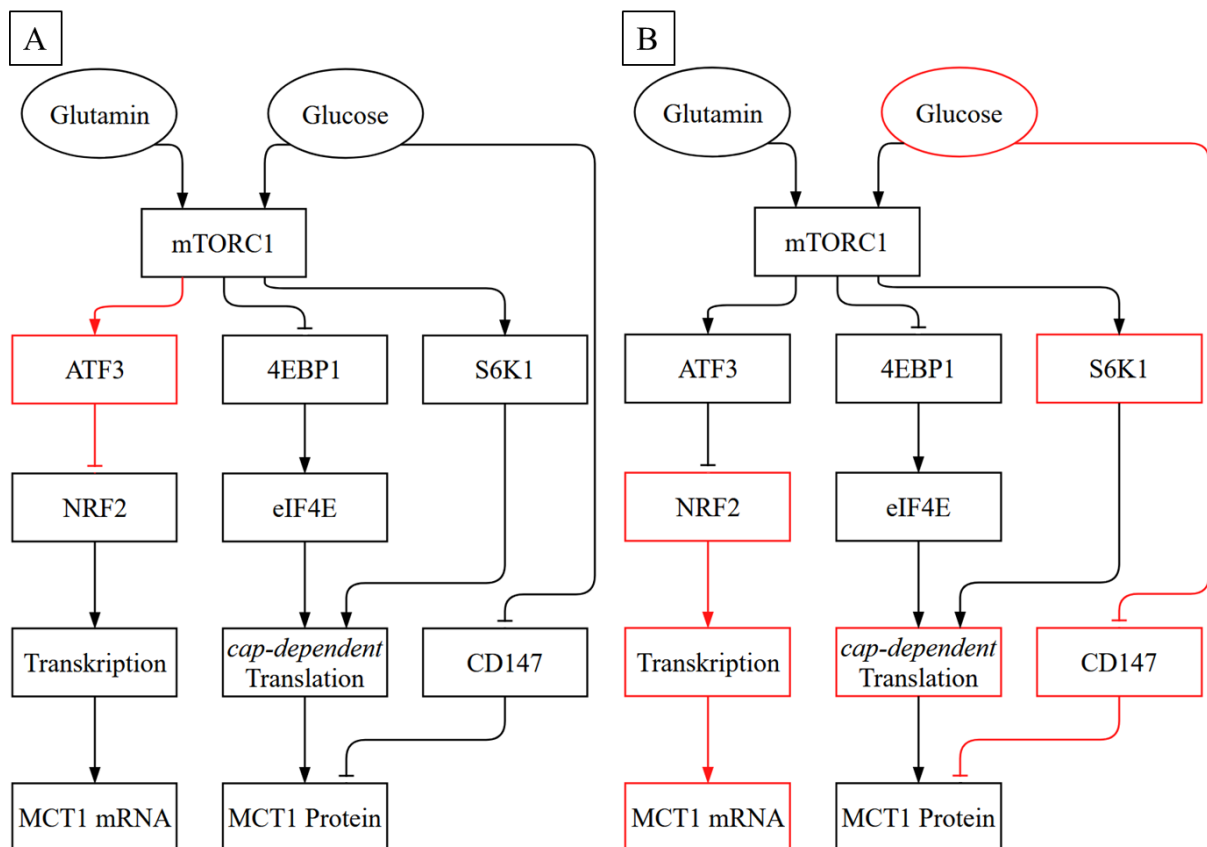 A
Glutamin
Glucose
mTORC1
ATF3
4EBP1
S6K1
NRF2
eIF4E
Transkription
cap-dependent
Translation
CD147
MCT1 mRNA
MCT1 Protein
B
Glutamin
Glucose
mTORC1
ATF3
4EBP1
S6K1
NRF2
eIF4E
Transkription
cap-dependent
Translation
CD147
MCT1 mRNA
MCT1 Protein